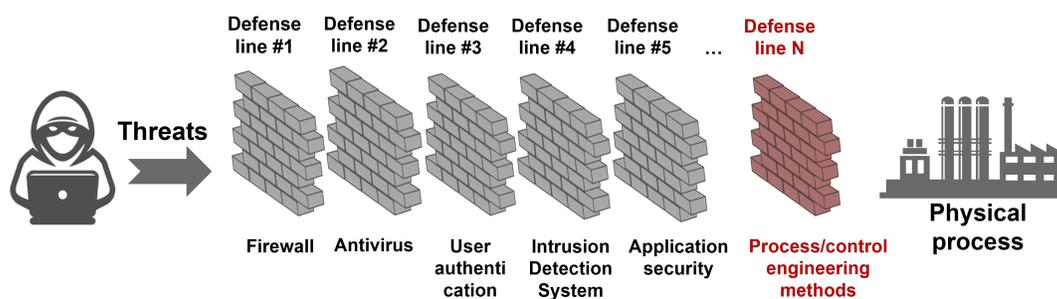 Defense
line #1
Defense
line #2
Defense
line #3
Defense
line #4
Defense
line #5
...
Defense
line N
Threats
Firewall
Antivirus
User
authenti
cation
Intrusion
Detection
System
Application
security
Process/control
engineering
methods
Physical
process